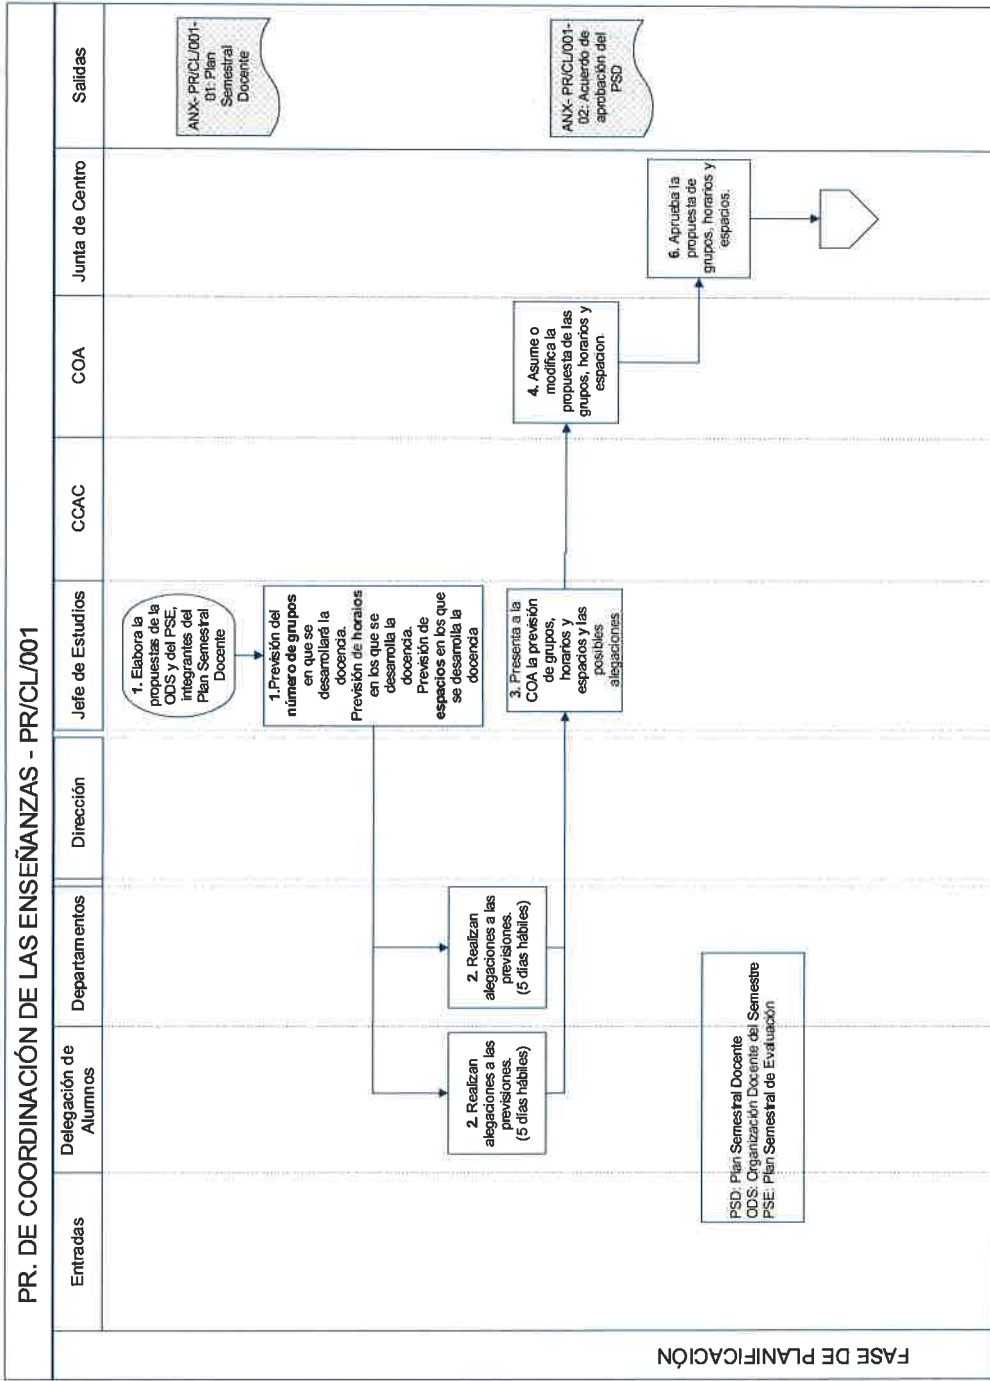 PR. DE COORDINACIÓN DE LAS ENSEÑANZAS - PR/CL/001
Entradas
Delegación de
Alumnos
Departamentos
Dirección
Jefe de Estudios
CCAC
COA
Junta de Centro
Salidas
FASE DE PLANIFICACIÓN
1. Elabora la
propuestas de la
ODS y del PSE,
integrantes del
Plan Semestral
Docente
ANX- PR/CL/001-
01: Plan
Semestral
Docente
1.Previsión del
número de grupos
en que se
desarrollará la
docencia.
Previsión de horaios
en los que se
desarrolla la
docencia.
Previsión de
espacios en los que
se desarrolla la
docencia
2. Realizan
alegaciones a las
previsiones.
(5 días hábiles)
2. Realizan
alegaciones a las
previsiones.
(5 días hábiles)
3. Presenta a la
COA la previsión
de grupos,
horarios y
espacios y las
posibles
alegaciones
4. Asume o
modifica la
propuesta de las
grupos, horarios y
espacion.
ANX- PR/CL/001-
02: Acuerdo de
aprobación del
PSD
6. Aprueba la
propuesta de
grupos, horarios y
espacios.
PSD: Plan Semestral Docente
ODS: Organización Docente del Semestre
PSE: Plan Semestral de Evaluación